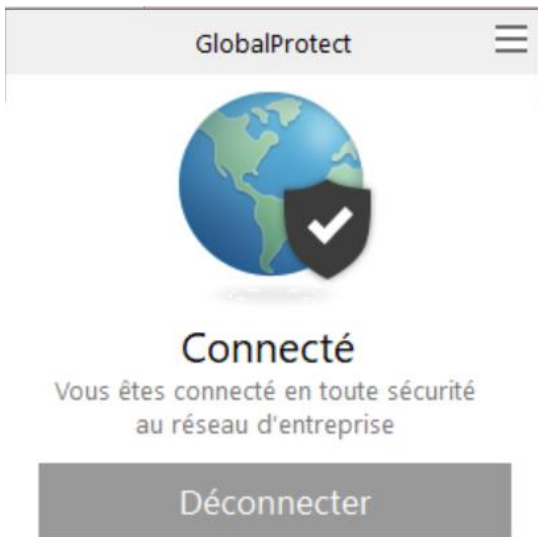 GlobalProtect
Connecté
Vous êtes connecté en toute sécurité
au réseau d'entreprise
Déconnecter